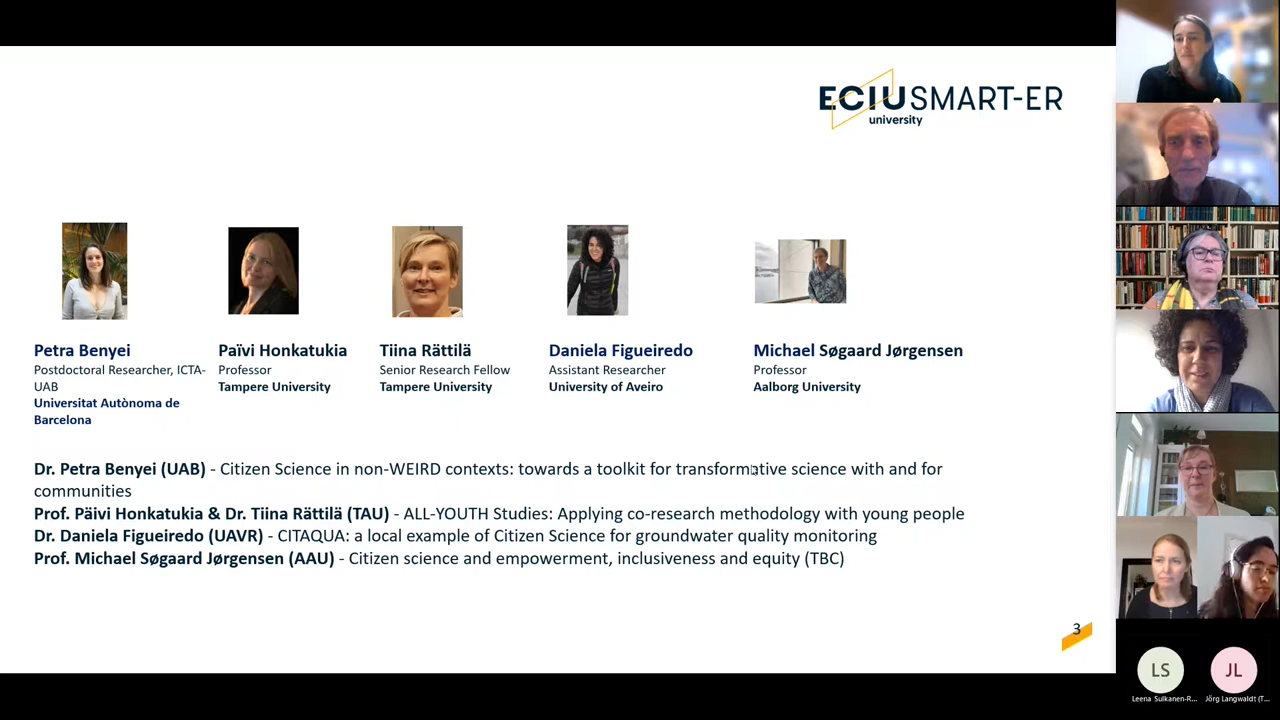 ECIU SMART-ER
university
Petra Benyei
Postdoctoral Researcher, ICTA-
UAB
Universitat Autònoma de
Barcelona
Païvi Honkatukia
Professor
Tampere University
Tiina Rättilä
Senior Research Fellow
Tampere University
Daniela Figueiredo
Assistant Researcher
University of Aveiro
Michael Søgaard Jørgensen
Professor
Aalborg University
Dr. Petra Benyei (UAB) - Citizen Science in non-WEIRD contexts: towards a toolkit for transformative science with and for
communities
Prof. Päivi Honkatukia & Dr. Tiina Rättilä (TAU) - ALL-YOUTH Studies: Applying co-research methodology with young people
Dr. Daniela Figueiredo (UAVR) - CITAQUA: a local example of Citizen Science for groundwater quality monitoring
Prof. Michael Søgaard Jørgensen (AAU) - Citizen science and empowerment, inclusiveness and equity (TBC)
3
LS
Leena Sulkanen-R...
JL
Jörg Langwaldt (T...